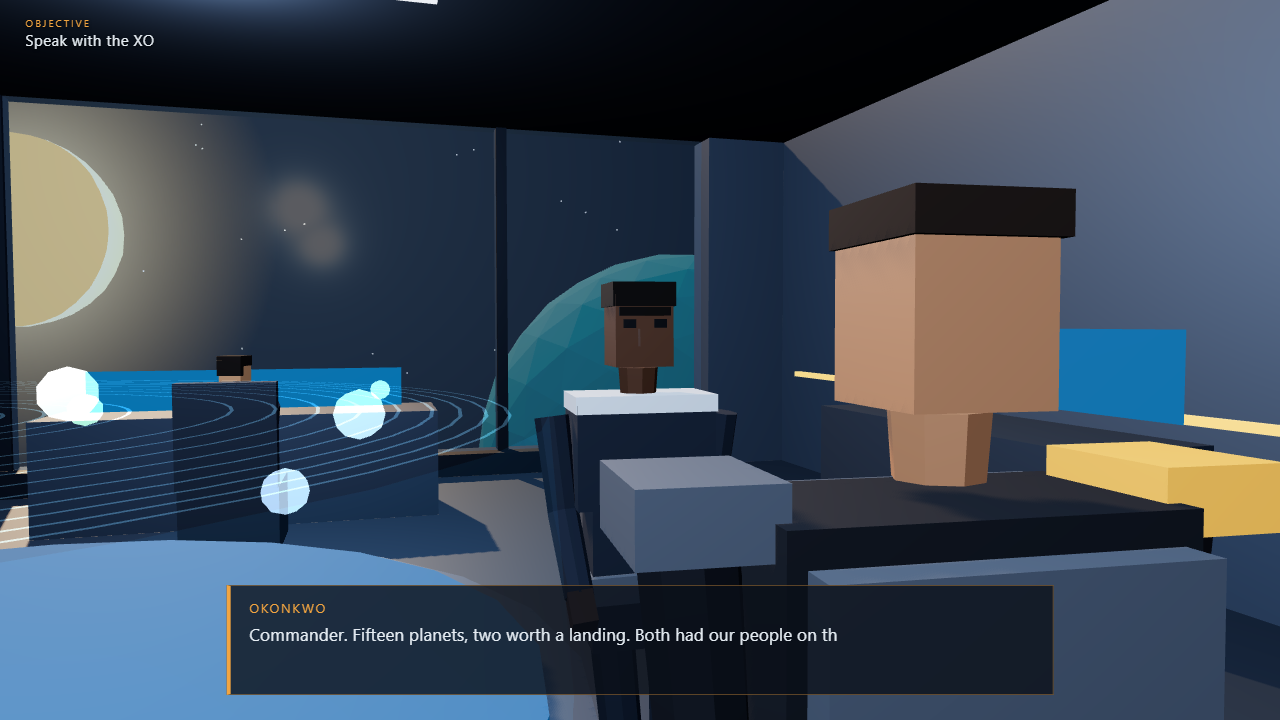 OBJECTIVE
Speak with the XO
OKONKWO
Commander. Fifteen planets, two worth a landing. Both had our people on th